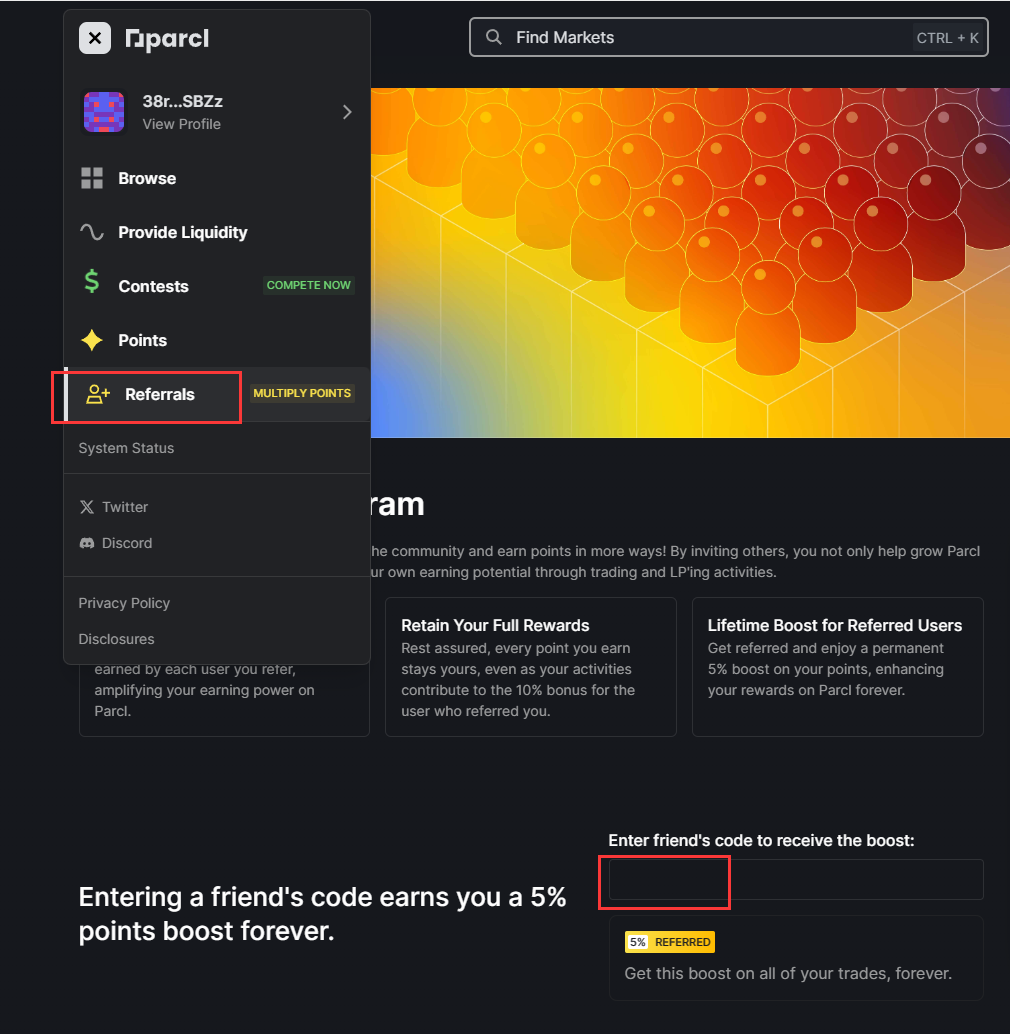 parcl
Find Markets
CTRL + K
38r...SBZz
View Profile
Browse
Provide Liquidity
Contests
COMPETE NOW
Points
Referrals
MULTIPLY POINTS
System Status
Twitter
Discord
Privacy Policy
Disclosures
ram
he community and earn points in more ways! By inviting others, you not only help grow Parcl
ur own earning potential through trading and LP'ing activities.
earned by each user you refer,
amplifying your earning power on
Parcl.
Retain Your Full Rewards
Rest assured, every point you earn
stays yours, even as your activities
contribute to the 10% bonus for the
user who referred you.
Lifetime Boost for Referred Users
Get referred and enjoy a permanent
5% boost on your points, enhancing
your rewards on Parcl forever.
Entering a friend's code earns you a 5%
points boost forever.
Enter friend's code to receive the boost:
5% REFERRED
Get this boost on all of your trades, forever.